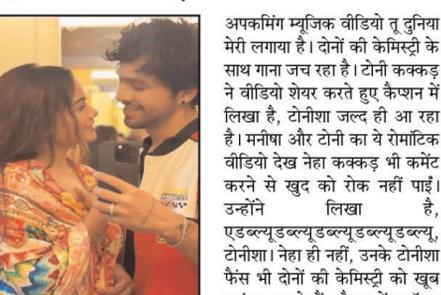 अपकमिंग म्यूजिक वीडियो तू दुनिया
मेरी लगाया है। दोनों की केमिस्ट्री के
साथ गाना जच रहा है। टोनी कक्कड़
ने वीडियो शेयर करते हुए कैप्शन में
लिखा है, टोनीशा जल्द ही आ रहा
है। मनीषा और टोनी का ये रोमांटिक
वीडियो देख नेहा कक्कड़ भी कमेंट
करने से खुद को रोक नहीं पाईं।
उन्होंने लिखा है,
एडब्ल्यूडब्ल्यूडब्ल्यूडब्ल्यूडब्ल्यू,
टोनीशा। नेहा ही नहीं, उनके टोनीशा
फैंस भी दोनों की केमिस्ट्री को खूब